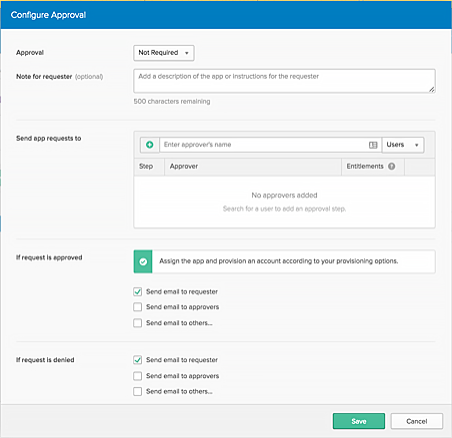 Configure Approval
Approval
Not Required
Note for requester (optional)
Add a description of the app or instructions for the requester
500 characters remaining
Send app requests to
Enter approver's name
Users
Step Approver Entitlements ?
No approvers added
Search for a user to add an approval step.
If request is approved
Assign the app and provision an account according to your provisioning options.
Send email to requester
Send email to approvers
Send email to others...
If request is denied
Send email to requester
Send email to approvers
Send email to others...
Save Cancel